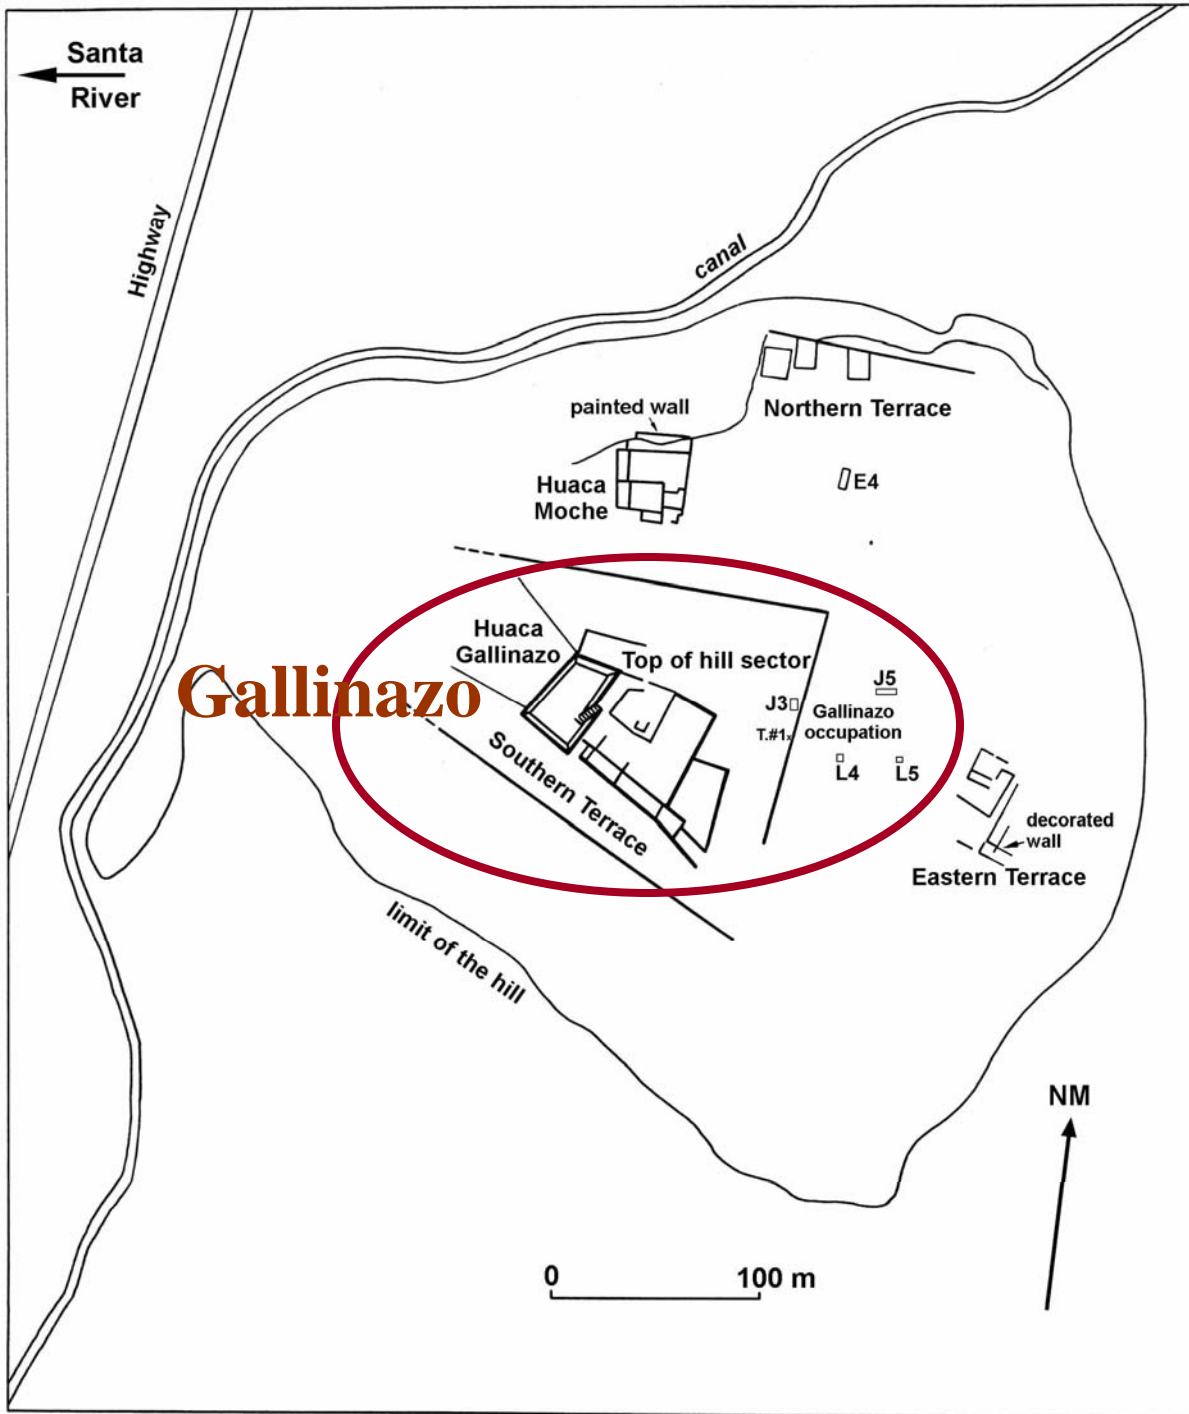 Santa
River
Highway
canal
painted wall
Northern Terrace
Huaca
Moche
E4
Huaca
Gallinazo
Top of hill sector
Gallinazo
J5
J3
Gallinazo
occupation
T.#1x
L4
L5
Southern Terrace
decorated
wall
Eastern Terrace
limit of the hill
NM
0
100 m